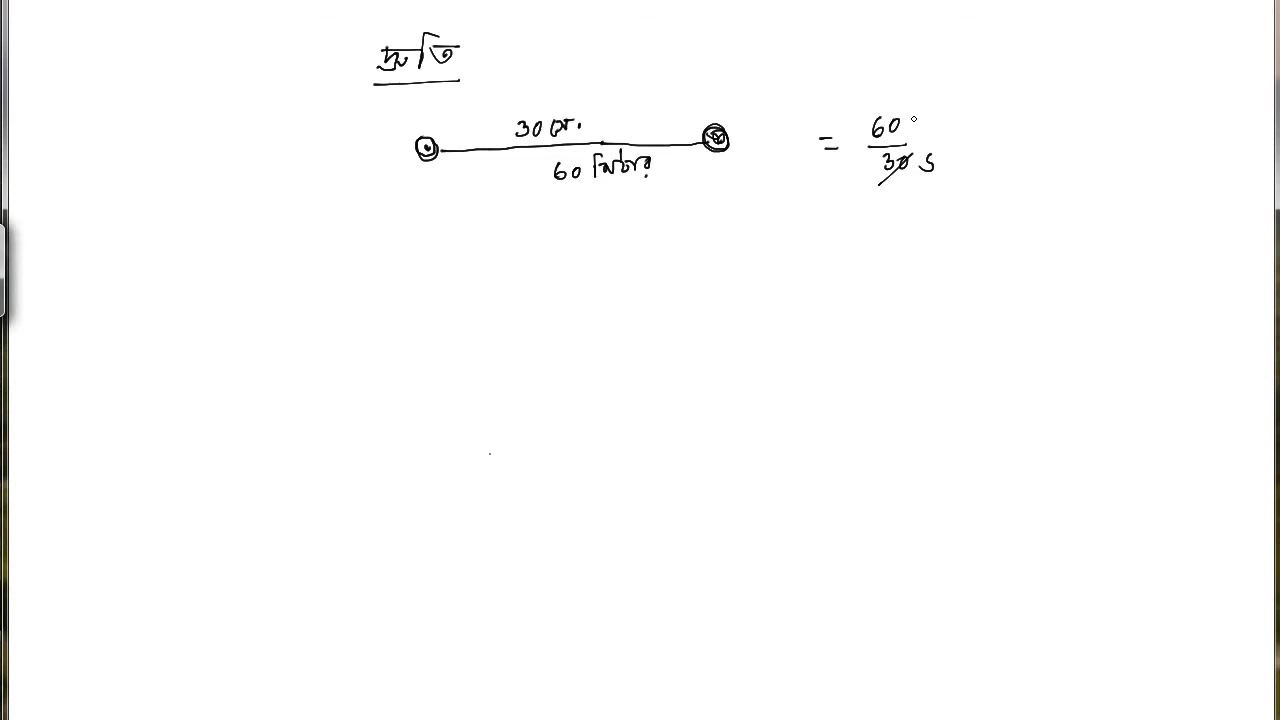 দ্রুতি
30 সে.
60 মিটার
= 60
30 s